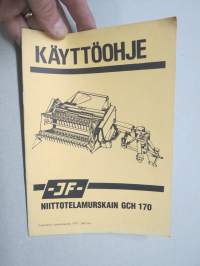 KÄYTTÖOHJE
-JF-
NIITTOTELAMURSKAIN GCH 170